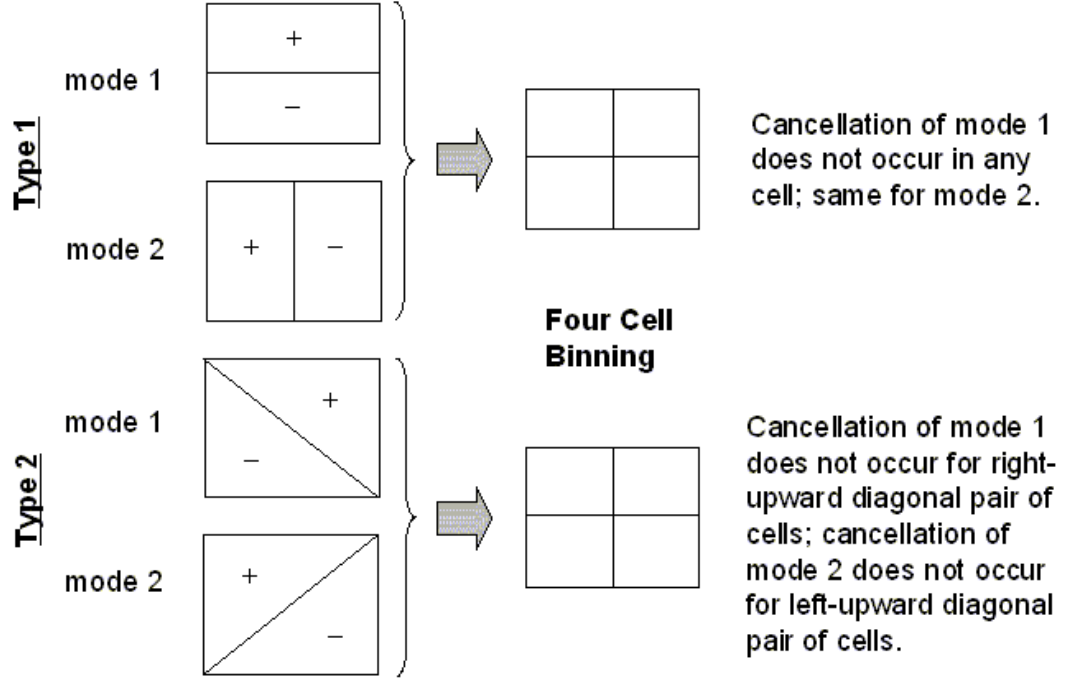 Type 1
mode 1
+
−
mode 2
+ −
Cancellation of mode 1
does not occur in any
cell; same for mode 2.
Four Cell
Binning
Type 2
mode 1
+
−
mode 2
+
−
Cancellation of mode 1
does not occur for right-
upward diagonal pair of
cells; cancellation of
mode 2 does not occur
for left-upward diagonal
pair of cells.